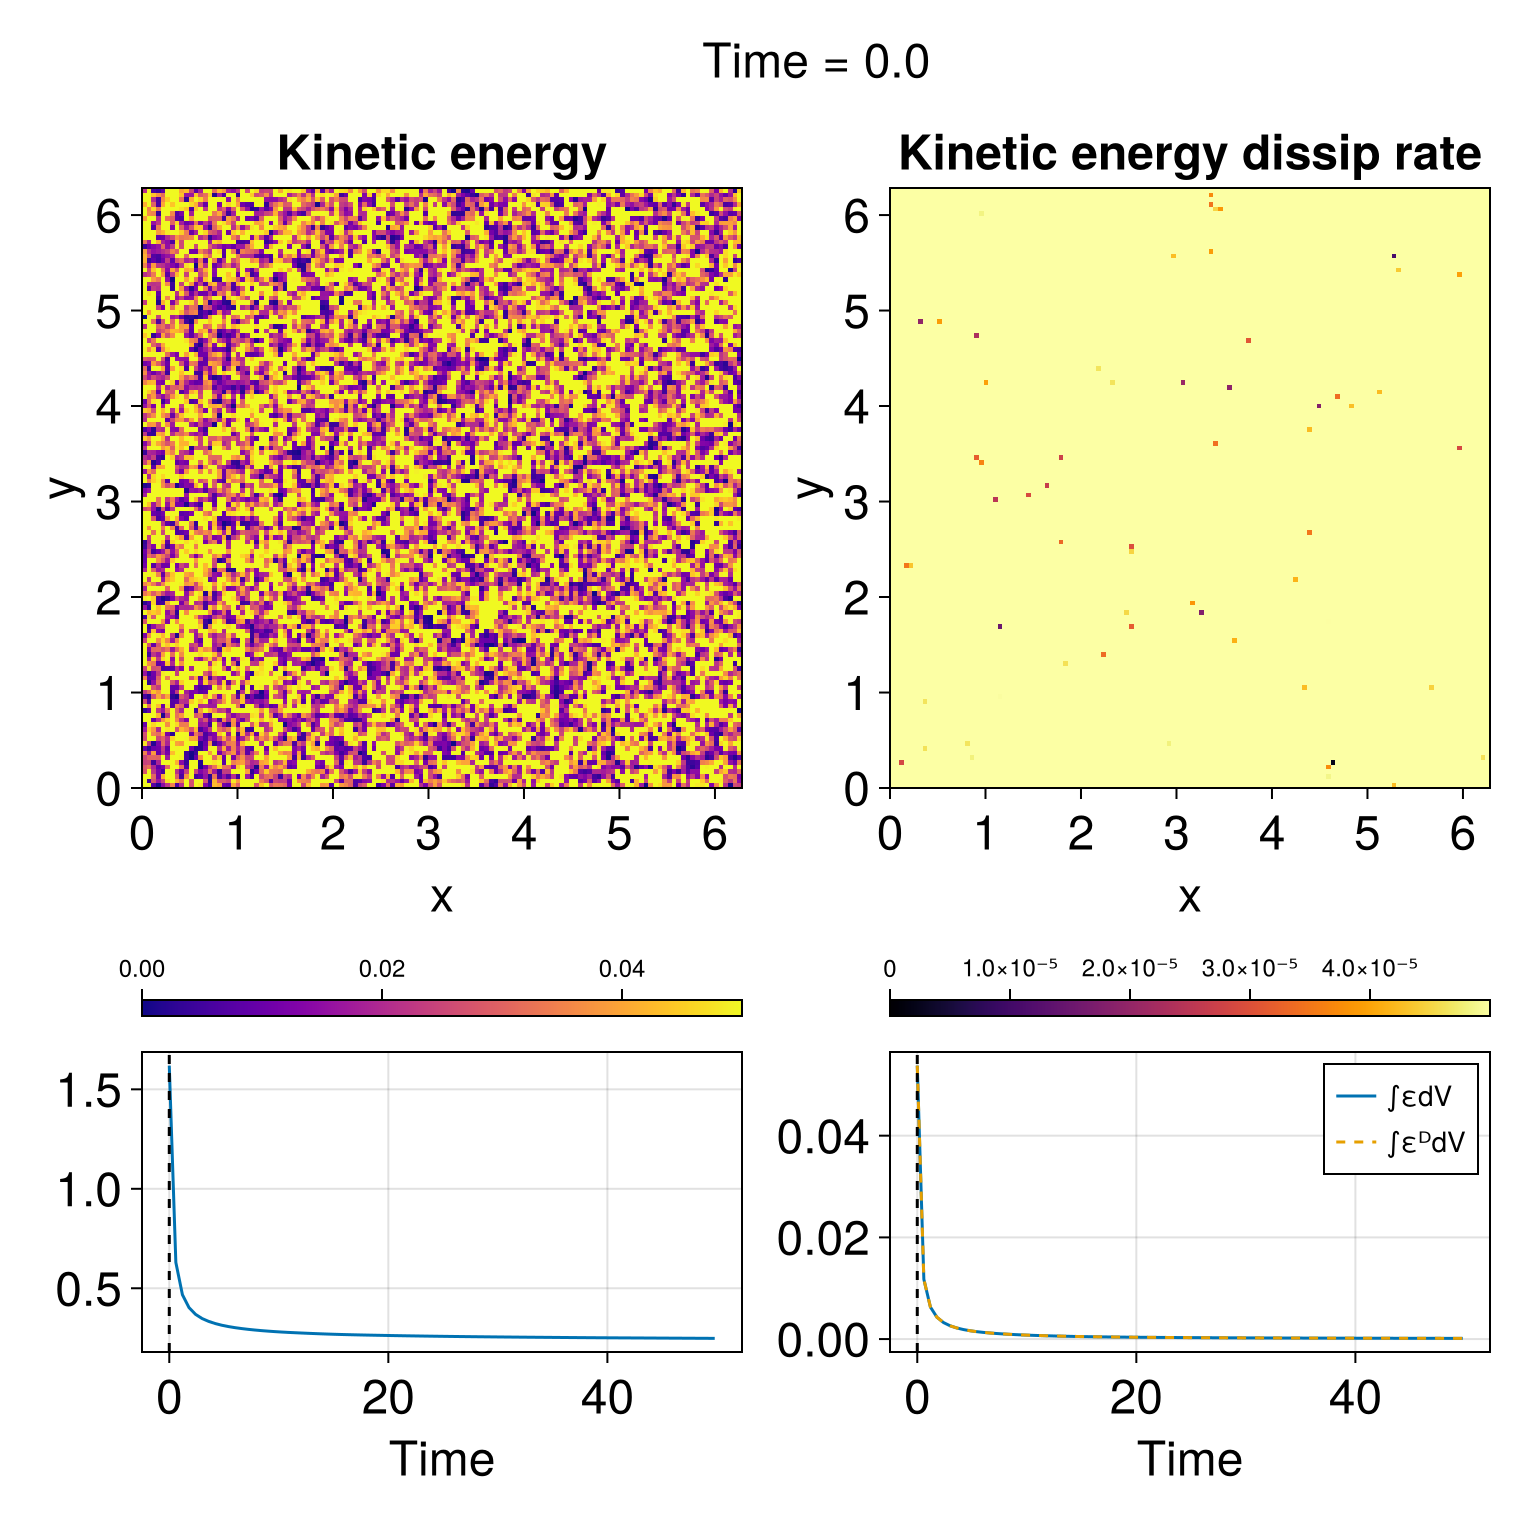 Time = 0.0
Kinetic energy
Kinetic energy dissip rate
y
6
5
4
3
2
1
0
0 1 2 3 4 5 6
x
y
6
5
4
3
2
1
0
0 1 2 3 4 5 6
x
0.00 0.02 0.04
0 1.0×10⁻⁵ 2.0×10⁻⁵ 3.0×10⁻⁵ 4.0×10⁻⁵
1.5
1.0
0.5
0 20 40
Time
0.04
0.02
0.00
∫εdV
∫εᴰdV
0 20 40
Time